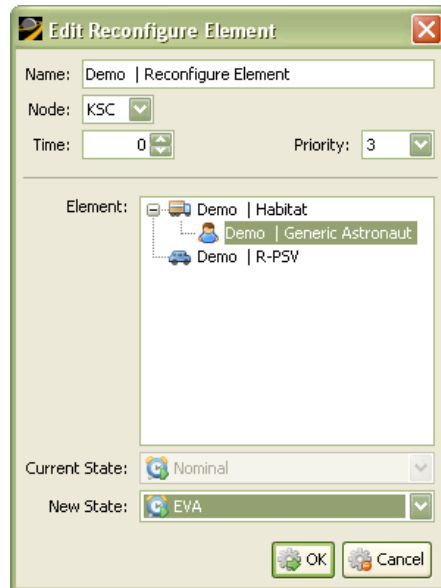 Edit Reconfigure Element
Name: Demo | Reconfigure Element
Node: KSC
Time: 0 Priority: 3
Element: Demo | Habitat
Demo | Generic Astronaut
Demo | R-PSV
Current State: Nominal
New State: EVA
OK Cancel